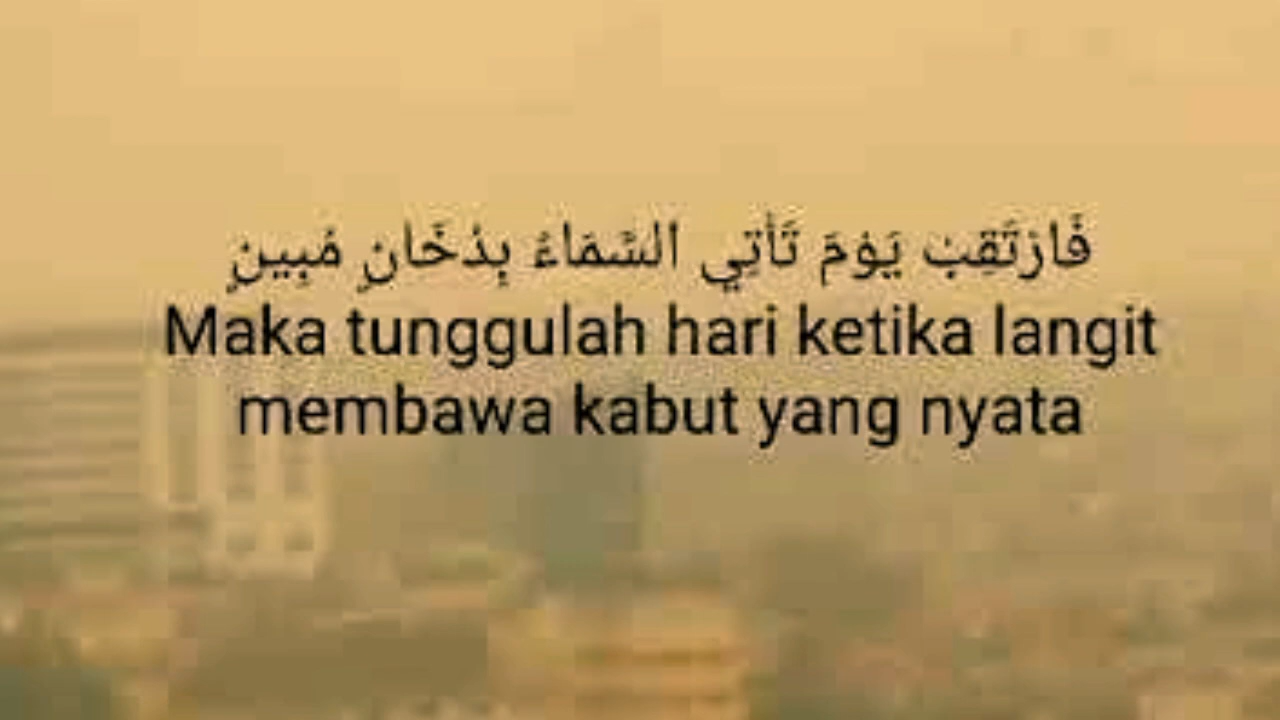 فَارْتَقِبْ يَوْمَ تَأْتِي السَّمَاءُ بِدُخَانٍ مُّبِينٍ
Maka tunggulah hari ketika langit
membawa kabut yang nyata